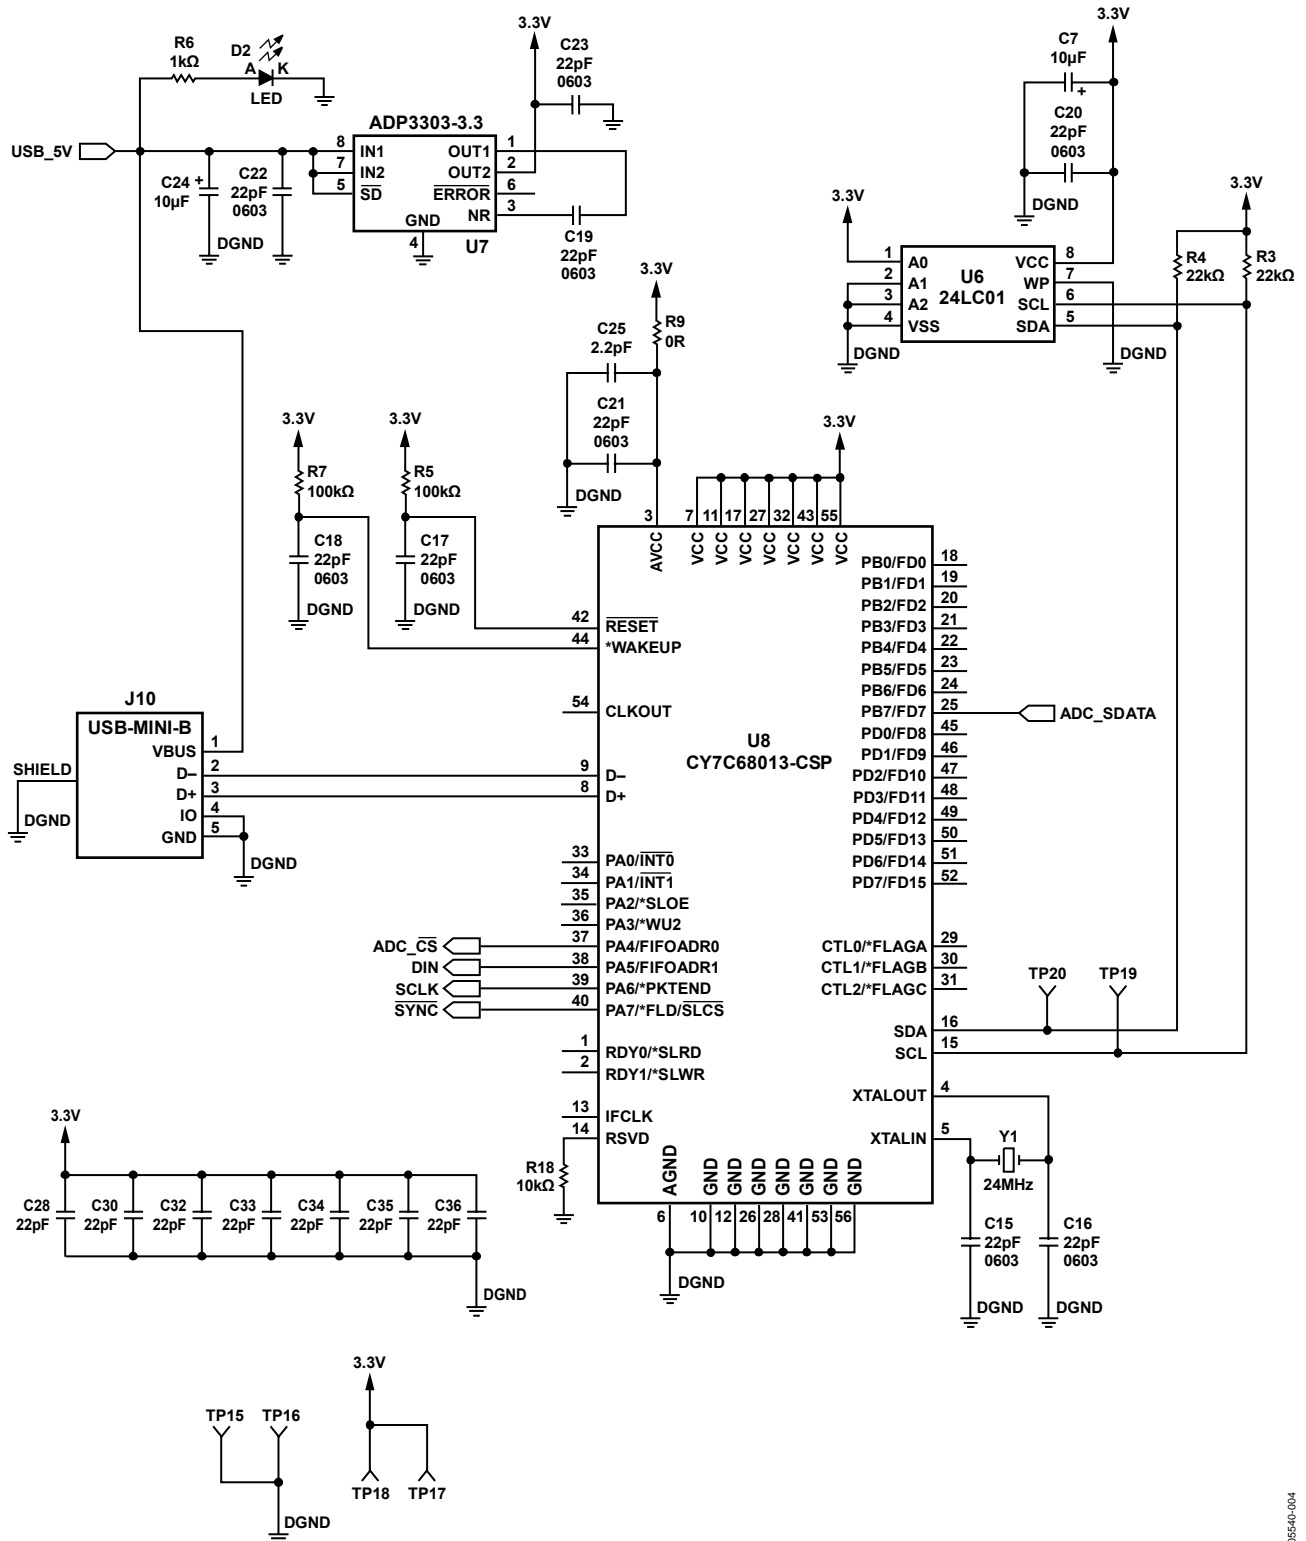 3.3V
C23
22pF
0603
R6
1kΩ
D2
A
K
LED
USB_5V
C24
+
10µF
C22
22pF
0603
DGND
ADP3303-3.3
8 IN1
7 IN2
5 SD
OUT1 1
OUT2 2
ERROR 6
NR 3
GND
4
U7
C19
22pF
0603
3.3V
C7
10µF
+
C20
22pF
0603
DGND
3.3V
R4
22kΩ
R3
22kΩ
1 A0
2 A1
3 A2
4 VSS
U6
24LC01
VCC 8
WP 7
SCL 6
SDA 5
DGND
DGND
3.3V
R9
0R
C25
2.2pF
C21
22pF
0603
DGND
3.3V
R7
100kΩ
C18
22pF
0603
DGND
3.3V
R5
100kΩ
C17
22pF
0603
DGND
3.3V
3 7 11 17 27 32 43 55
AVCC VCC VCC VCC VCC VCC VCC VCC
42 RESET
44 *WAKEUP
54 CLKOUT
9 D–
8 D+
33 PA0/INT0
34 PA1/INT1
35 PA2/*SLOE
36 PA3/*WU2
ADC_CS 37 PA4/FIFOADR0
DIN 38 PA5/FIFOADR1
SCLK 39 PA6/*PKTEND
SYNC 40 PA7/*FLD/SLCS
1 RDY0/*SLRD
2 RDY1/*SLWR
13 IFCLK
14 RSVD
R18
10kΩ
U8
CY7C68013-CSP
PB0/FD0 18
PB1/FD1 19
PB2/FD2 20
PB3/FD3 21
PB4/FD4 22
PB5/FD5 23
PB6/FD6 24
PB7/FD7 25 ADC_SDATA
PD0/FD8 45
PD1/FD9 46
PD2/FD10 47
PD3/FD11 48
PD4/FD12 49
PD5/FD13 50
PD6/FD14 51
PD7/FD15 52
CTL0/*FLAGA 29
CTL1/*FLAGB 30
CTL2/*FLAGC 31
TP20
TP19
SDA 16
SCL 15
XTALOUT 4
XTALIN 5
Y1
24MHz
C15
22pF
0603
DGND
C16
22pF
0603
DGND
AGND GND GND GND GND GND GND GND
6 10 12 26 28 41 53 56
DGND
J10
USB-MINI-B
VBUS 1
D– 2
D+ 3
IO 4
GND 5
SHIELD
DGND
DGND
3.3V
C28
22pF
C30
22pF
C32
22pF
C33
22pF
C34
22pF
C35
22pF
C36
22pF
DGND
TP15
TP16
DGND
3.3V
TP18
TP17
05540-004